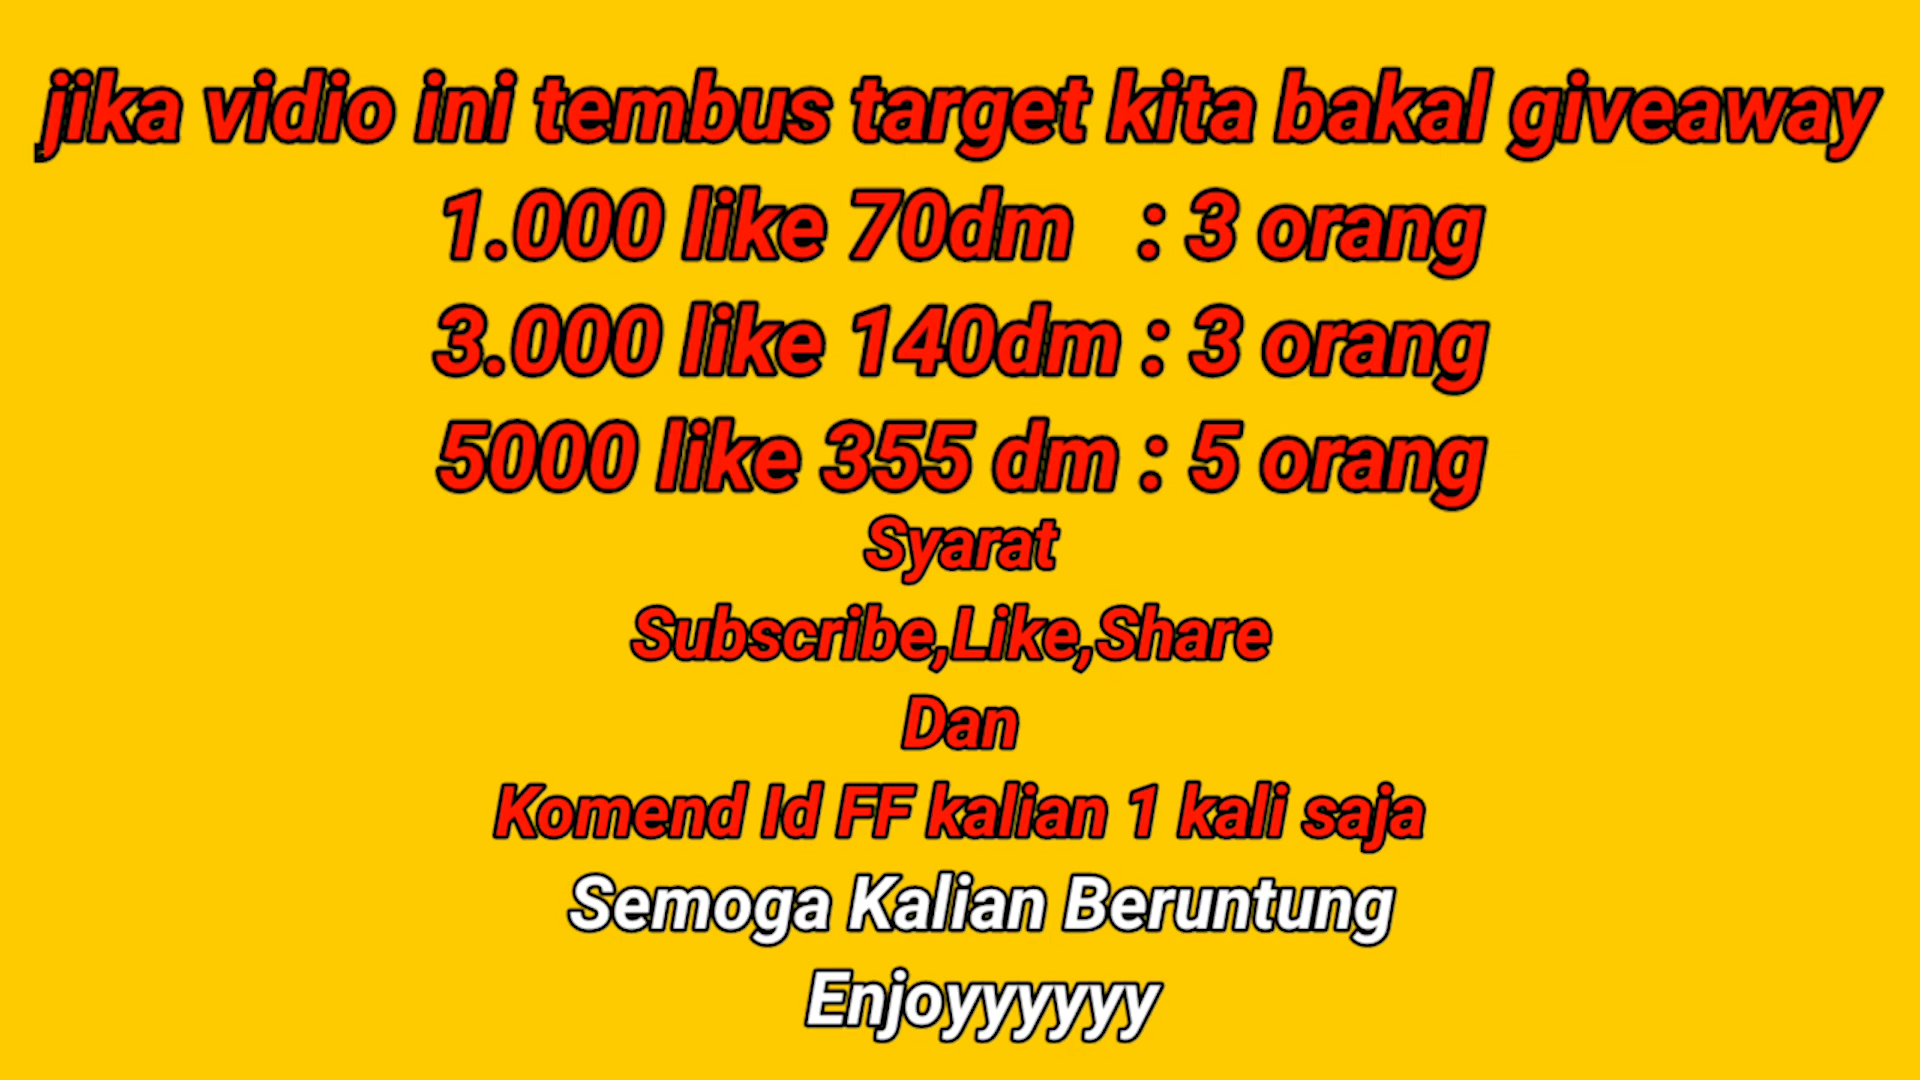 jika vidio ini tembus target kita bakal giveaway
1.000 like 70dm : 3 orang
3.000 like 140dm : 3 orang
5000 like 355 dm : 5 orang
Syarat
Subscribe,Like,Share
Dan
Komend Id FF kalian 1 kali saja
Semoga Kalian Beruntung
Enjoyyyyyy